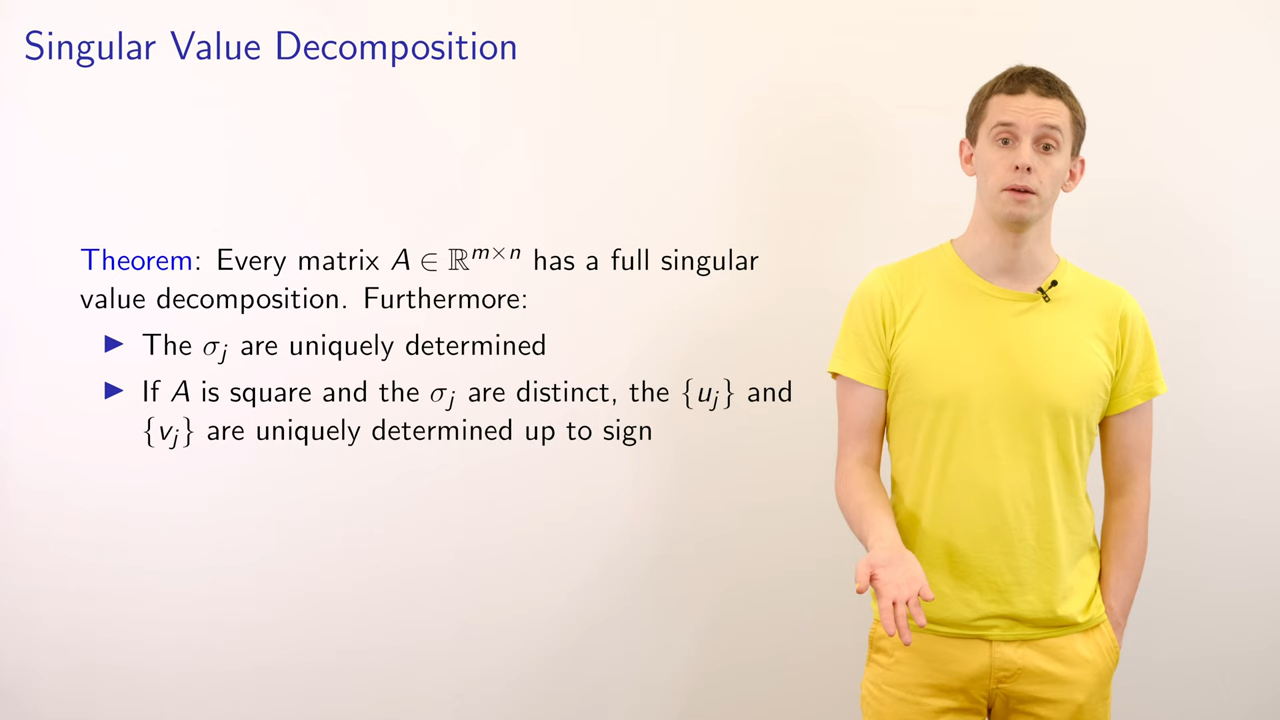 Singular Value Decomposition
Theorem: Every matrix A ∈ ℝ^{m×n} has a full singular
value decomposition. Furthermore:
▶ The σ_j are uniquely determined
▶ If A is square and the σ_j are distinct, the {u_j} and
{v_j} are uniquely determined up to sign